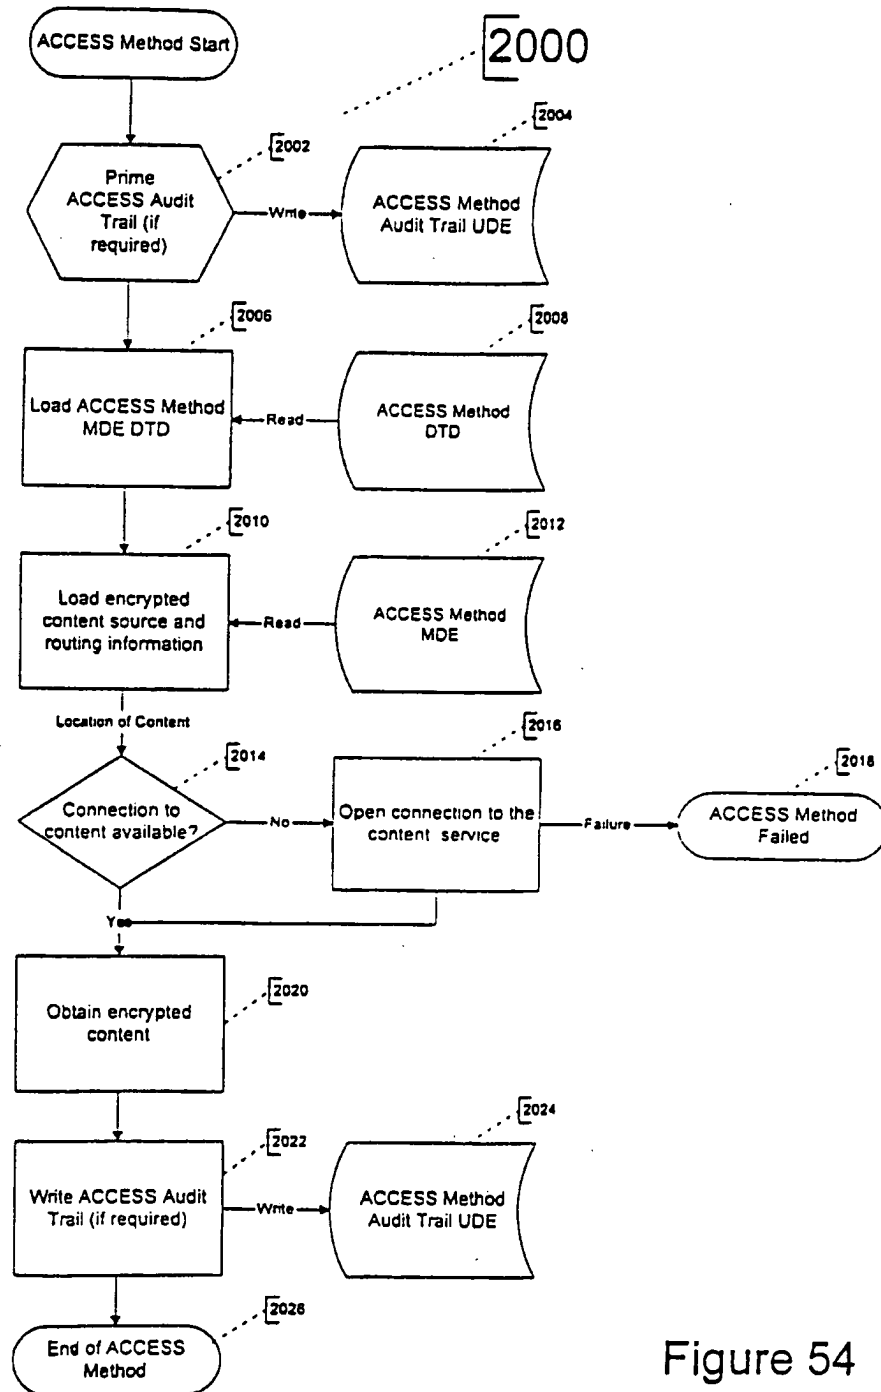 ACCESS Method Start
2000
2002
2004
Prime
ACCESS Audit
Trail (if
required)
Write
ACCESS Method
Audit Trail UDE
2006
2008
Load ACCESS Method
MDE DTD
Read
ACCESS Method
DTD
2010
2012
Load encrypted
content source and
routing information
Read
ACCESS Method
MDE
Location of Content
2014
2016
2018
Connection to
content available?
No
Open connection to the
content service
Failure
ACCESS Method
Failed
Y
2020
Obtain encrypted
content
2022
2024
Write ACCESS Audit
Trail (if required)
Write
ACCESS Method
Audit Trail UDE
2026
End of ACCESS
Method
Figure 54